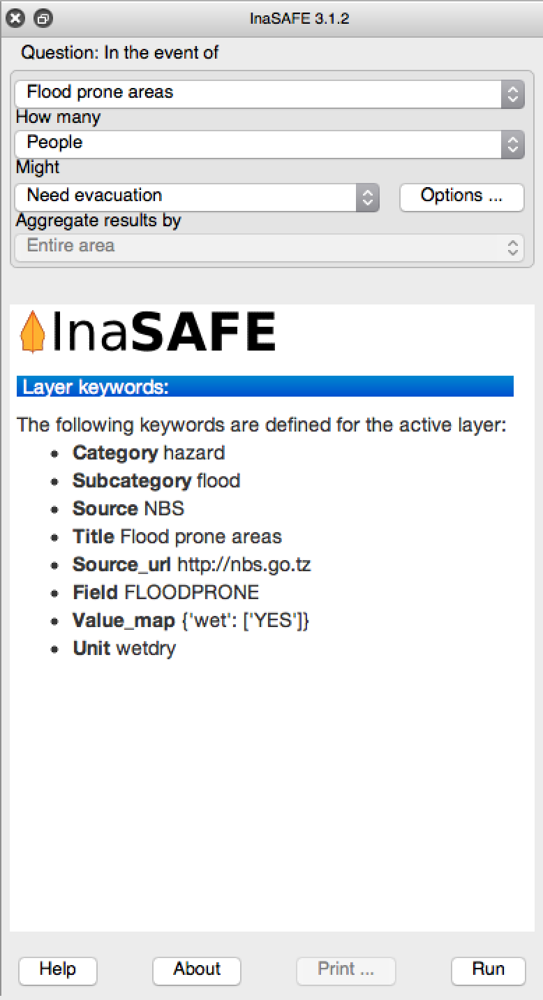 InaSAFE 3.1.2
Question: In the event of
Flood prone areas
How many
People
Might
Need evacuation
Options ...
Aggregate results by
Entire area
InaSAFE
Layer keywords:
The following keywords are defined for the active layer:
• Category hazard
• Subcategory flood
• Source NBS
• Title Flood prone areas
• Source_url http://nbs.go.tz
• Field FLOODPRONE
• Value_map {'wet': ['YES']}
• Unit wetdry
Help About Print ... Run